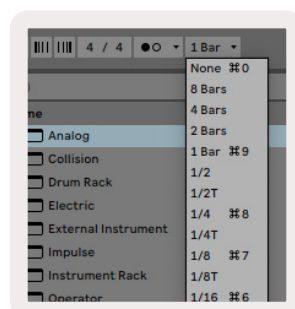 4 / 4 1 Bar
None ⌘0
8 Bars
me
4 Bars
2 Bars
Analog
1 Bar ⌘9
Collision
1/2
Drum Rack
1/2T
Electric
1/4 ⌘8
External Instrument
1/4T
Impulse
1/8 ⌘7
Instrument Rack
1/8T
Operator
1/16 ⌘6